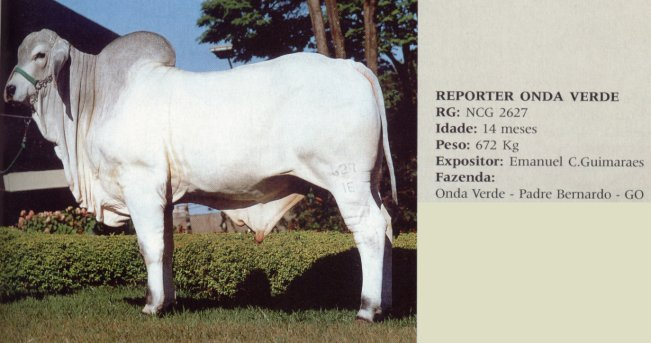 REPORTER ONDA VERDE
RG: NCG 2627
Idade: 14 meses
Peso: 672 Kg
Expositor: Emanuel C.Guimaraes
Fazenda:
Onda Verde - Padre Bernardo - GO